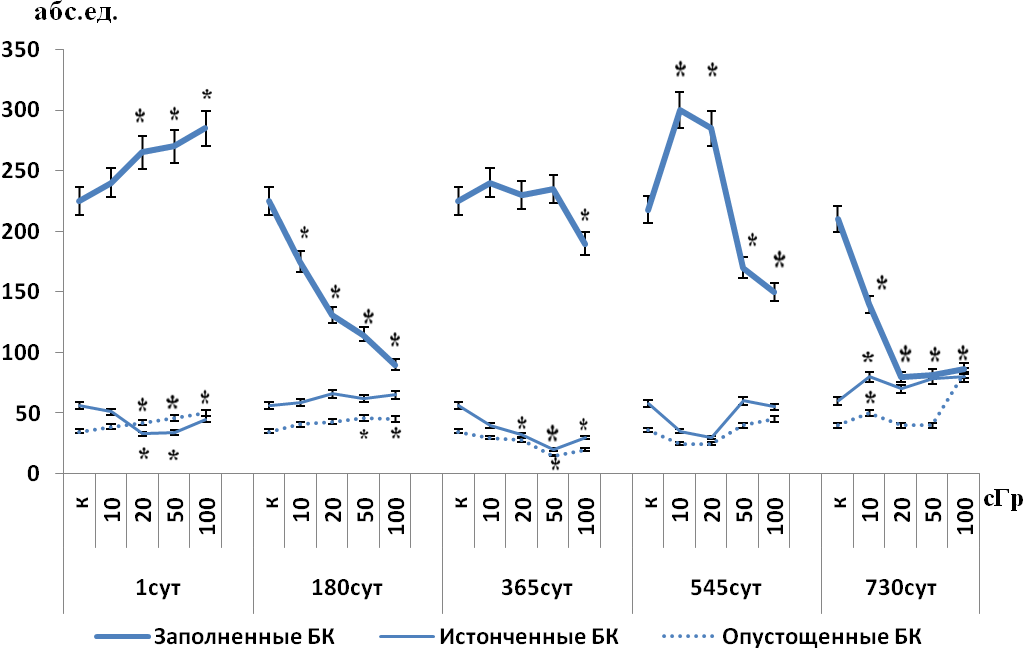 абс.ед.
350
300
250
200
150
100
50
0
* * * * * * * * * * * * * * * * * * * * * * * * * * * * * * * *
к 10 20 50 100 к 10 20 50 100 к 10 20 50 100 к 10 20 50 100 к 10 20 50 100 сГр
1сут 180сут 365сут 545сут 730сут
Заполненные БК Истонченные БК Опустощенные БК